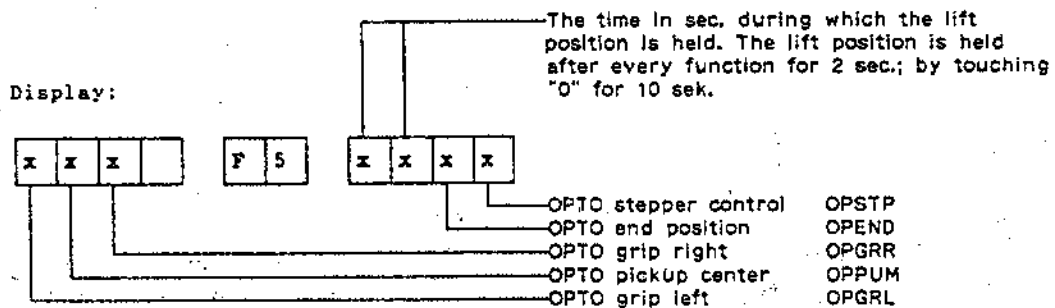 The time in sec. during which the lift
position is held. The lift position is held
after every function for 2 sec.; by touching
"0" for 10 sek.
Display:
x x x F 5 x x x x
OPTO stepper control OPSTP
OPTO end position OPEND
OPTO grip right OPGRR
OPTO pickup center OPPUM
OPTO grip left OPGRL